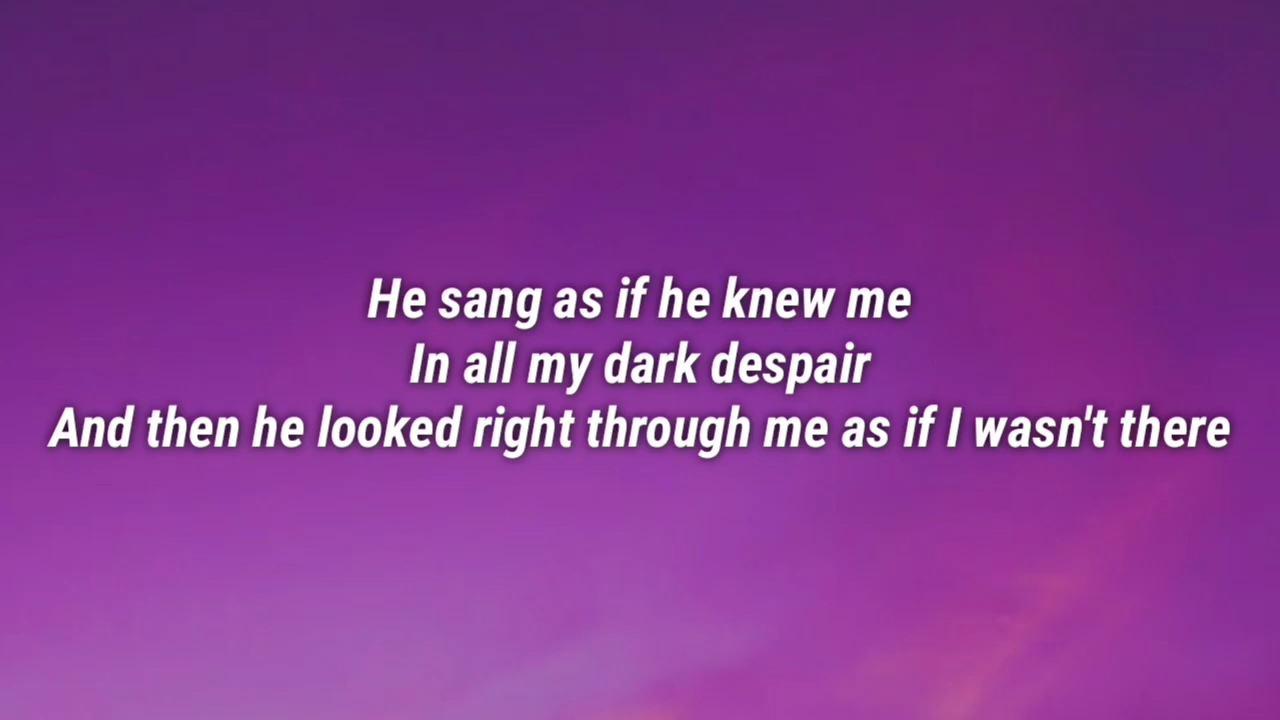 He sang as if he knew me
In all my dark despair
And then he looked right through me as if I wasn't there